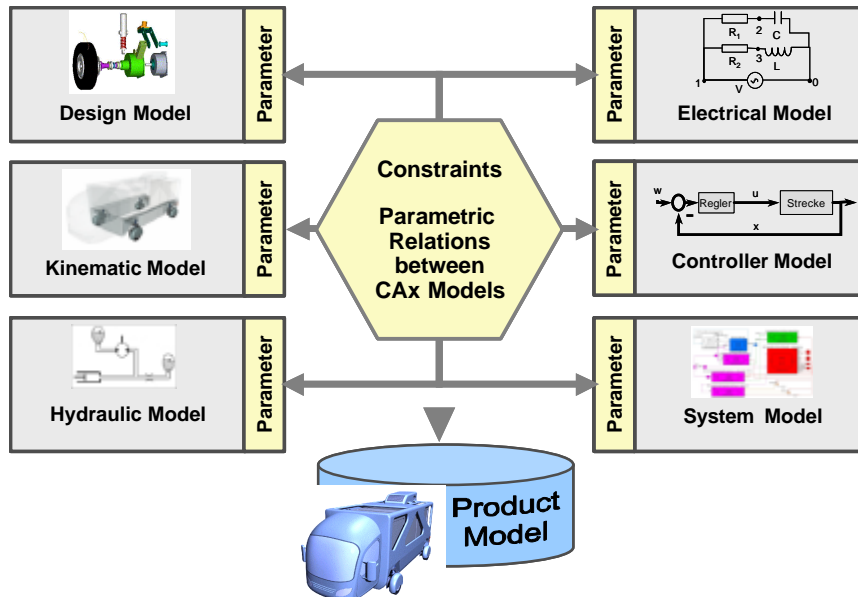 Design Model
Parameter
Kinematic Model
Parameter
Hydraulic Model
Parameter
Constraints
Parametric
Relations
between
CAx Models
Parameter
R1
2
C
R2
3
L
1
V
0
Electrical Model
Parameter
w
Regler
u
Strecke
x
Controller Model
Parameter
System Model
Product
Model